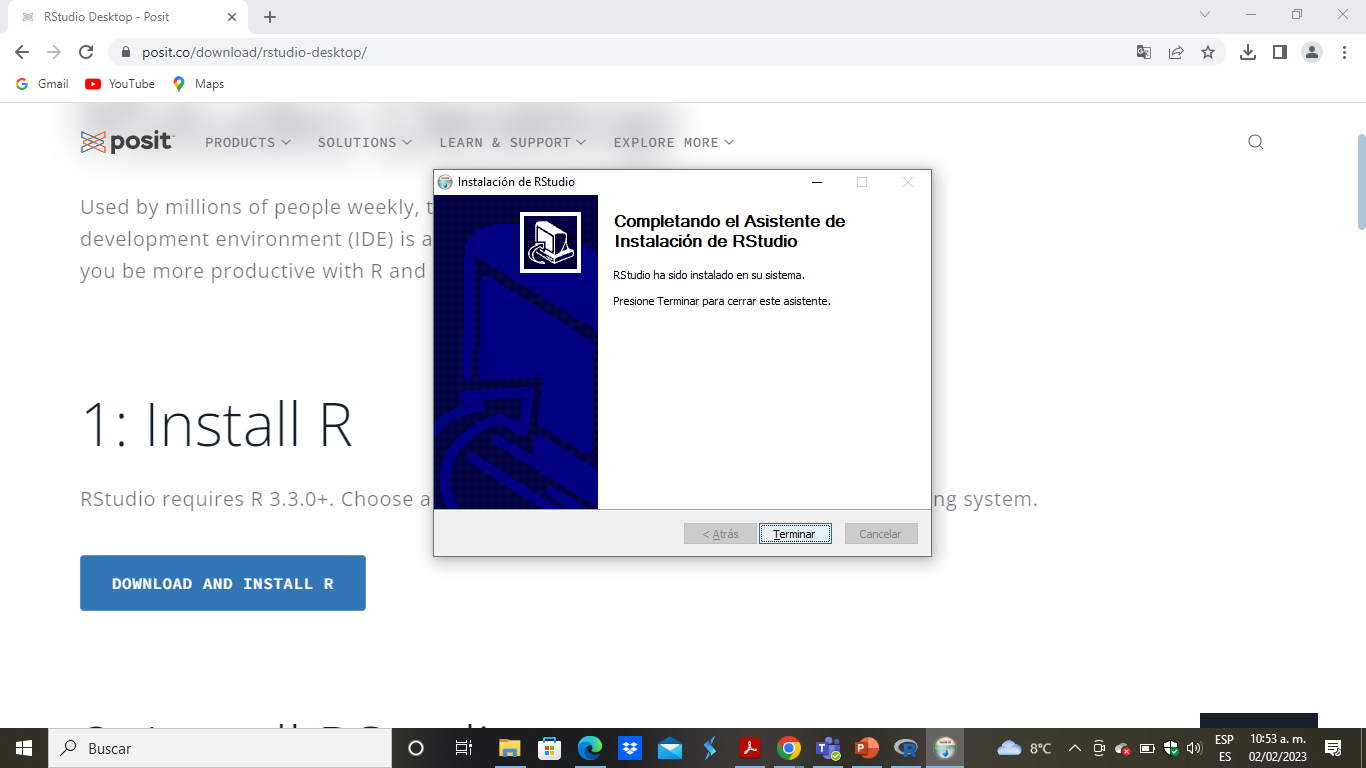 RStudio Desktop - Posit
posit.co/download/rstudio-desktop/
Gmail YouTube Maps
posit PRODUCTS SOLUTIONS LEARN & SUPPORT EXPLORE MORE
Used by millions of people weekly, t
development environment (IDE) is a
you be more productive with R and
Instalación de RStudio
Completando el Asistente de
Instalación de RStudio
RStudio ha sido instalado en su sistema.
Presione Terminar para cerrar este asistente.
< Atrás Terminar Cancelar
1: Install R
RStudio requires R 3.3.0+. Choose a
ng system.
DOWNLOAD AND INSTALL R
Buscar
8°C
ESP
ES
10:53 a. m.
02/02/2023